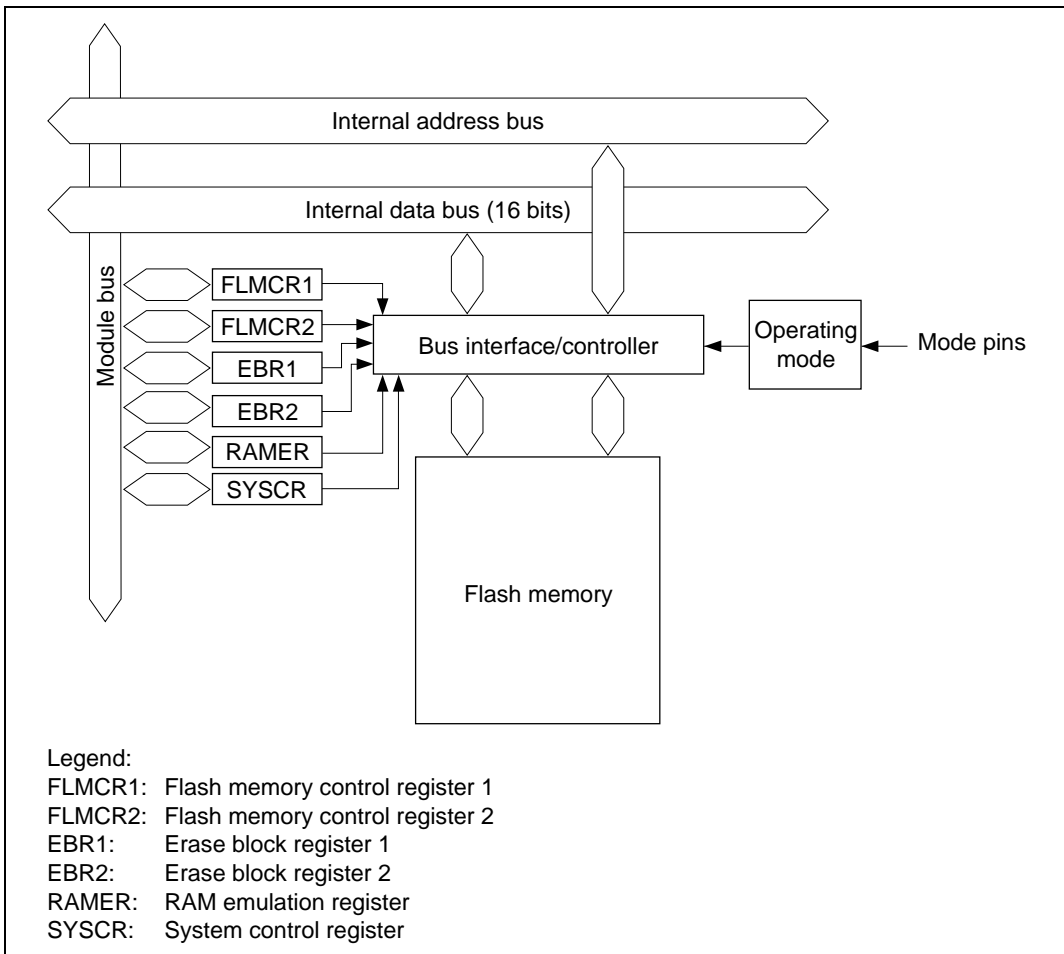 Internal address bus
Internal data bus (16 bits)
Module bus
FLMCR1
FLMCR2
EBR1
EBR2
RAMER
SYSCR
Bus interface/controller
Operating
mode
Mode pins
Flash memory
Legend:
FLMCR1: Flash memory control register 1
FLMCR2: Flash memory control register 2
EBR1: Erase block register 1
EBR2: Erase block register 2
RAMER: RAM emulation register
SYSCR: System control register